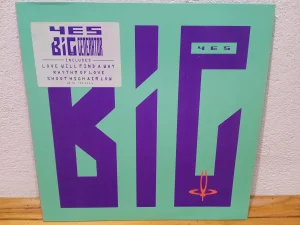 YES
BIG GENERATOR
INCLUDES
LOVE WILL FIND A WAY
RHYTHM OF LOVE
SHOOT HIGH AIM LOW
YES
BIG